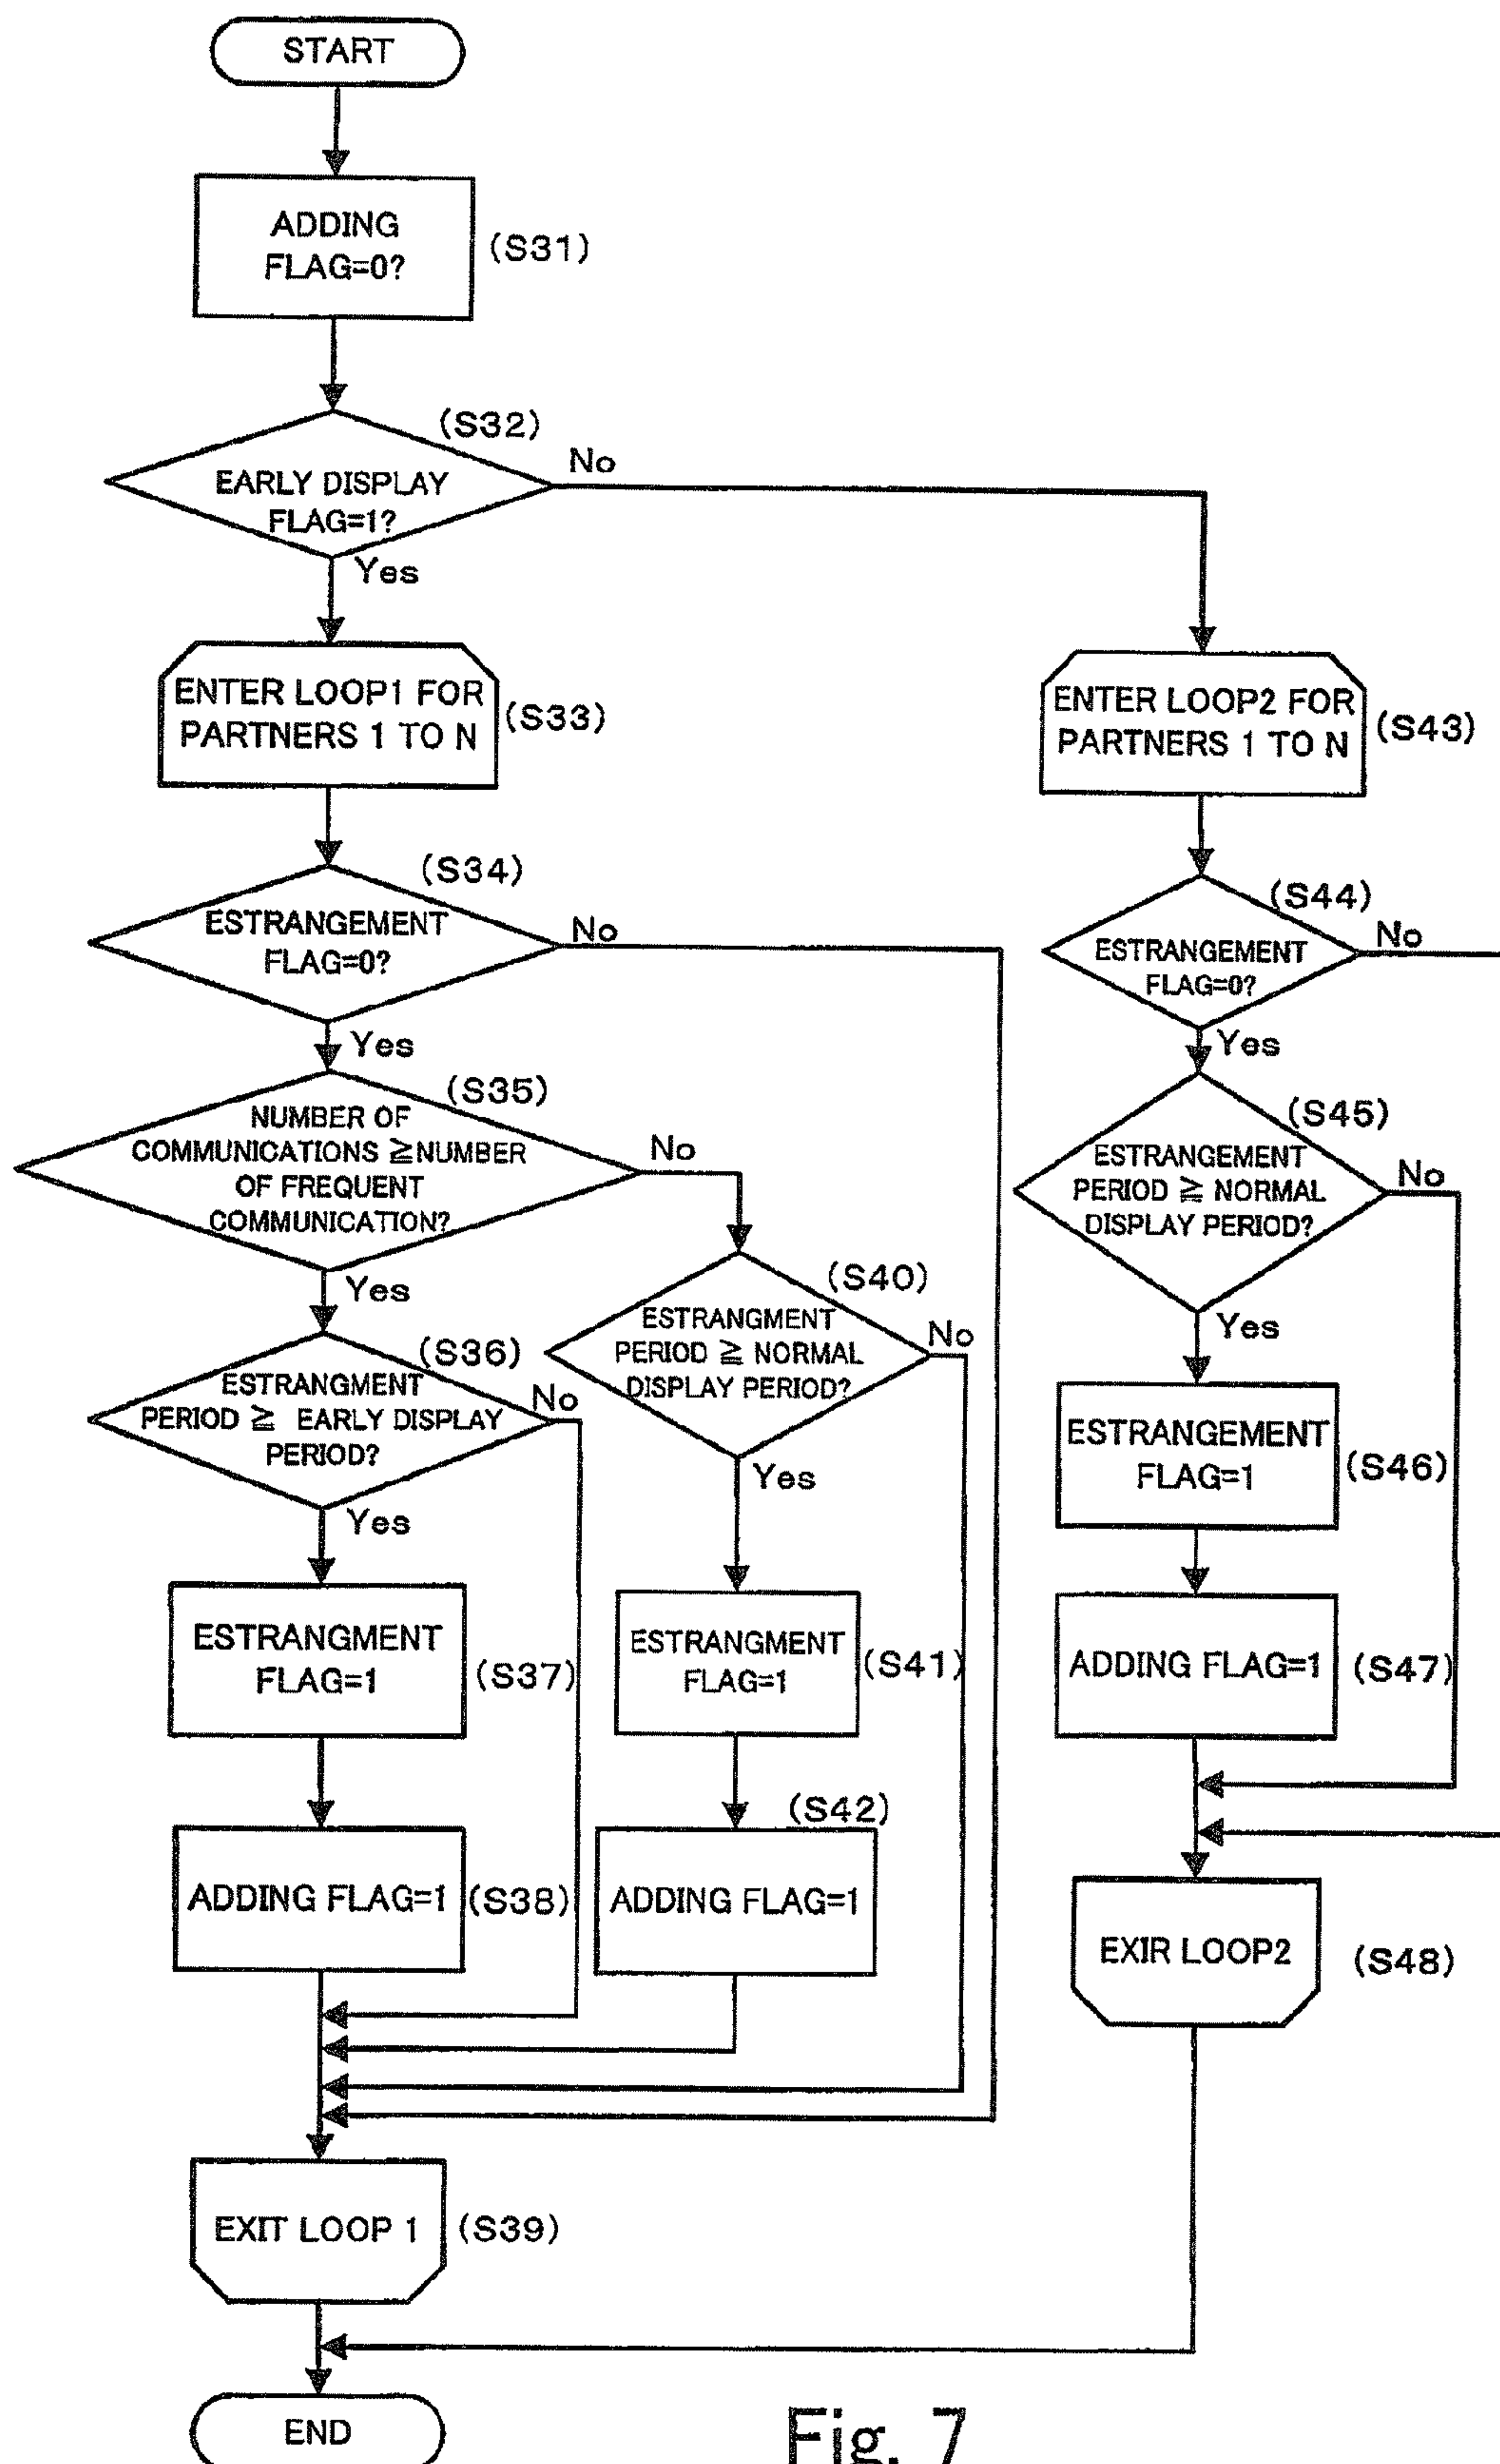 START
ADDING
FLAG=0?
(S31)
(S32)
EARLY DISPLAY
FLAG=1?
No
Yes
ENTER LOOP1 FOR
PARTNERS 1 TO N
(S33)
(S34)
ESTRANGEMENT
FLAG=0?
No
Yes
(S35)
NUMBER OF
COMMUNICATIONS ≧NUMBER
OF FREQUENT
COMMUNICATION?
No
Yes
(S36)
ESTRANGMENT
PERIOD ≧ EARLY DISPLAY
PERIOD?
No
Yes
ESTRANGMENT
FLAG=1
(S37)
ADDING FLAG=1
(S38)
(S40)
ESTRANGMENT
PERIOD ≧ NORMAL
DISPLAY PERIOD?
No
Yes
ESTRANGMENT
FLAG=1
(S41)
(S42)
ADDING FLAG=1
EXIT LOOP 1
(S39)
ENTER LOOP2 FOR
PARTNERS 1 TO N
(S43)
(S44)
ESTRANGEMENT
FLAG=0?
No
Yes
(S45)
ESTRANGEMENT
PERIOD ≧ NORMAL
DISPLAY PERIOD?
No
Yes
ESTRANGEMENT
FLAG=1
(S46)
ADDING FLAG=1
(S47)
EXIR LOOP2
(S48)
END
Fig. 7